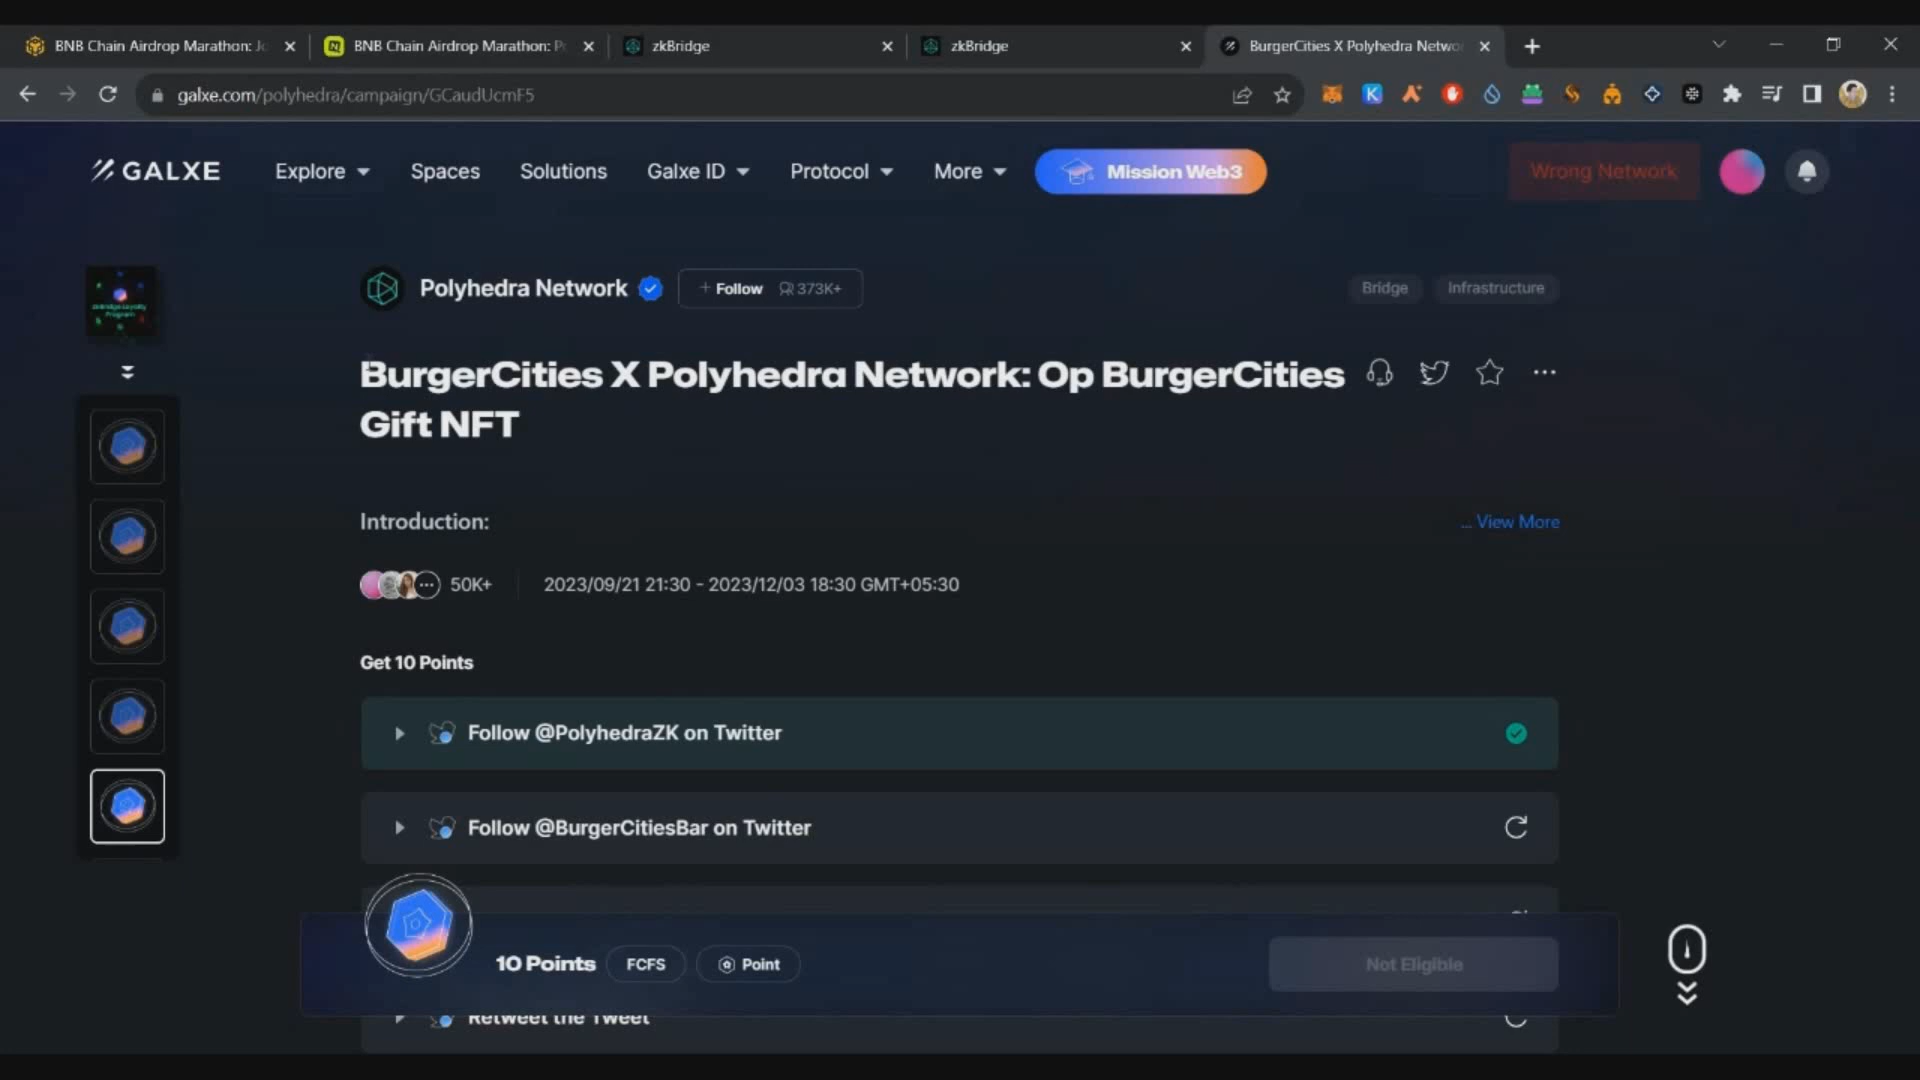 BNB Chain Airdrop Marathon: Jo
BNB Chain Airdrop Marathon: Po
zkBridge
zkBridge
BurgerCities X Polyhedra Networ
galxe.com/polyhedra/campaign/GCaudUcmF5
GALXE
Explore
Spaces
Solutions
Galxe ID
Protocol
More
Mission Web3
Wrong Network
Polyhedra Network
+ Follow 373K+
Bridge
Infrastructure
BurgerCities X Polyhedra Network: Op BurgerCities
Gift NFT
Introduction:
... View More
50K+
2023/09/21 21:30 - 2023/12/03 18:30 GMT+05:30
Get 10 Points
Follow @PolyhedraZK on Twitter
Follow @BurgerCitiesBar on Twitter
10 Points
FCFS
Point
Not Eligible
Retweet the Tweet